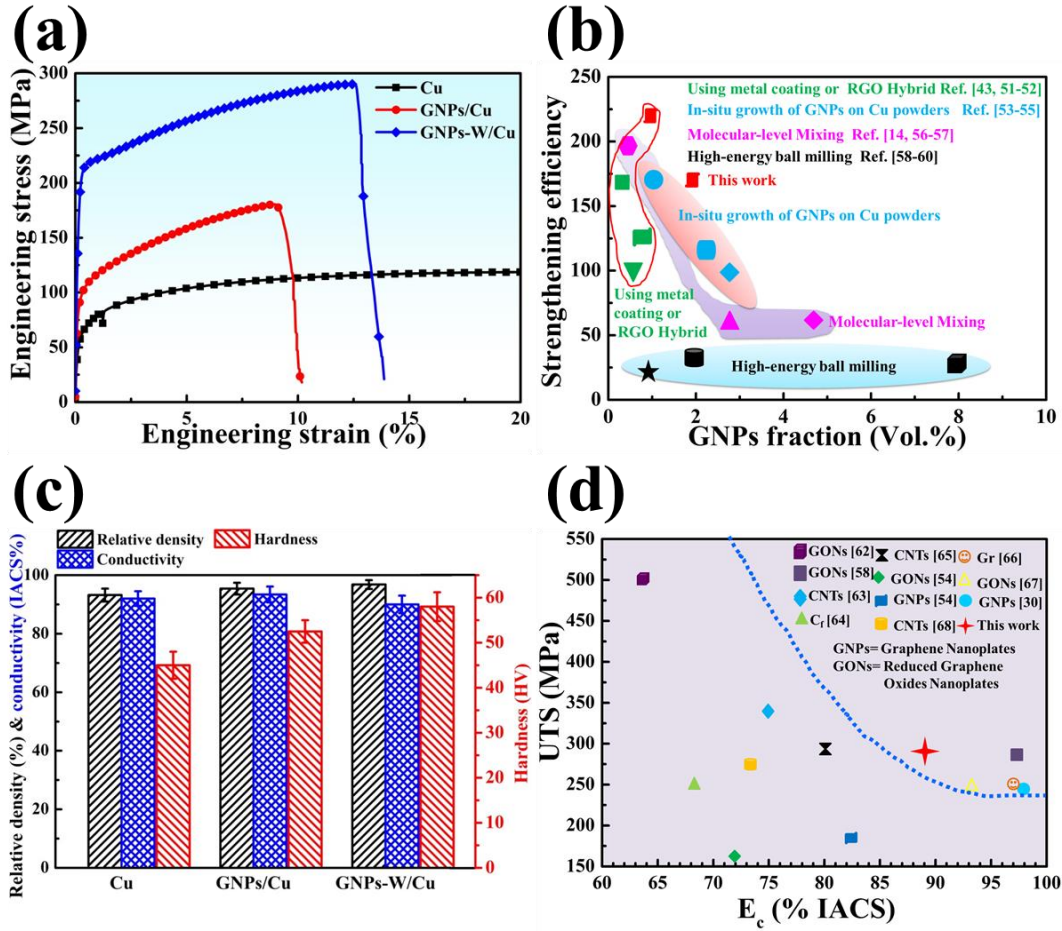 (a)
Engineering stress (MPa)
300
250
200
150
100
50
0
Cu
GNPs/Cu
GNPs-W/Cu
0 5 10 15 20
Engineering strain (%)
(b)
Strengthening efficiency
250
200
150
100
50
0
Using metal coating or RGO Hybrid Ref. [43, 51-52]
In-situ growth of GNPs on Cu powders Ref. [53-55]
Molecular-level Mixing Ref. [14, 56-57]
High-energy ball milling Ref. [58-60]
This work
In-situ growth of GNPs on Cu powders
Using metal
coating or
RGO Hybrid
Molecular-level Mixing
High-energy ball milling
0 2 4 6 8 10
GNPs fraction (Vol.%)
(c)
Relative density
Hardness
Conductivity
Relative density (%) & conductivity (IACS%)
100
80
60
40
20
0
Cu GNPs/Cu GNPs-W/Cu
60
50
40
30
20
10
0
Hardness (HV)
(d)
UTS (MPa)
550
500
450
400
350
300
250
200
150
GONs [62] CNTs [65] Gr [66]
GONs [58] GONs [54] GONs [67]
CNTs [63] GNPs [54] GNPs [30]
Cf [64] CNTs [68] This work
GNPs= Graphene Nanoplates
GONs= Reduced Graphene
Oxides Nanoplates
60 65 70 75 80 85 90 95 100
Ec (% IACS)